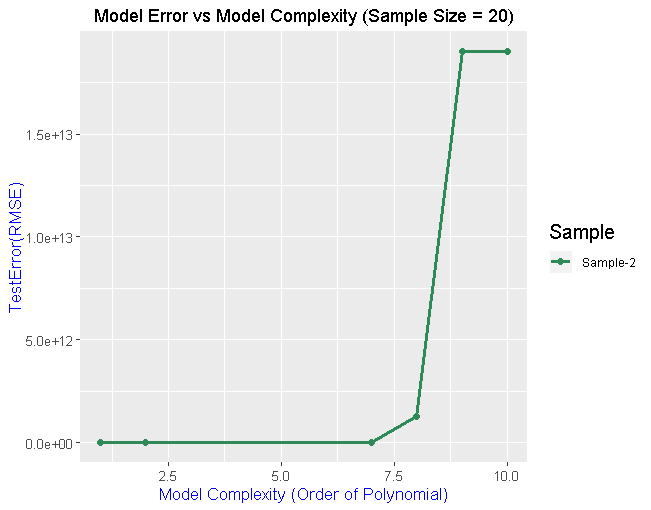 Model Error vs Model Complexity (Sample Size = 20)
TestError(RMSE)
1.5e+13
1.0e+13
5.0e+12
0.0e+00
2.5 5.0 7.5 10.0
Model Complexity (Order of Polynomial)
Sample
Sample-2